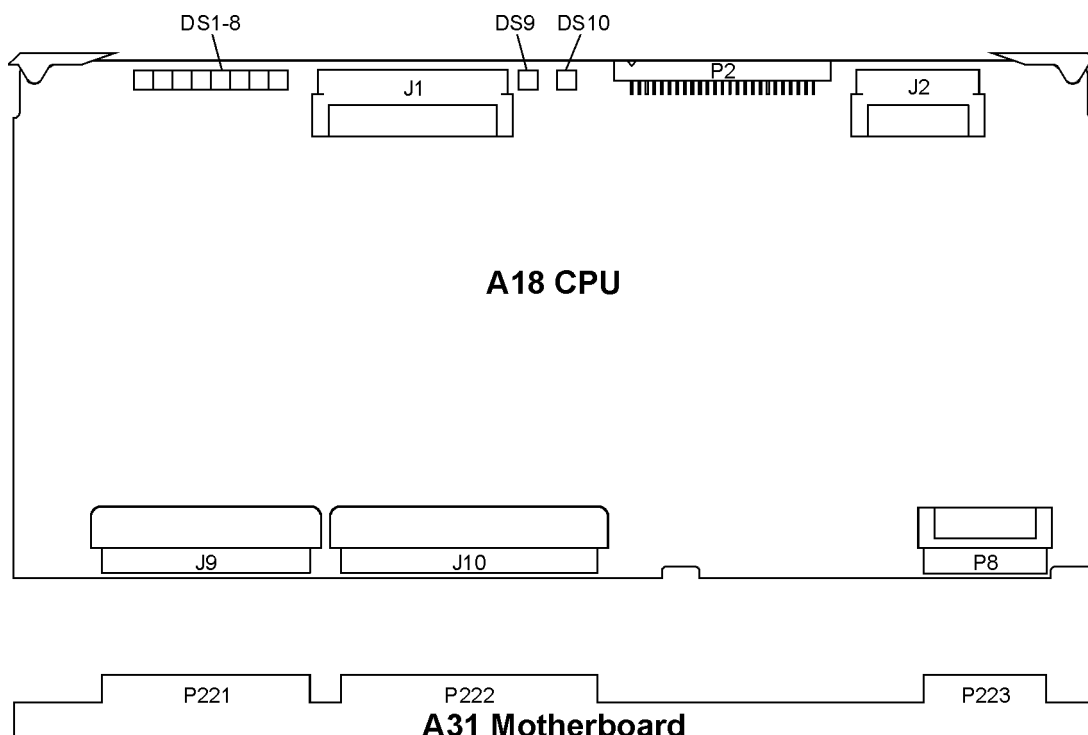 DS1-8 DS9 DS10
J1 P2 J2
A18 CPU
J9 J10 P8
P221 P222 P223
A31 Motherboard